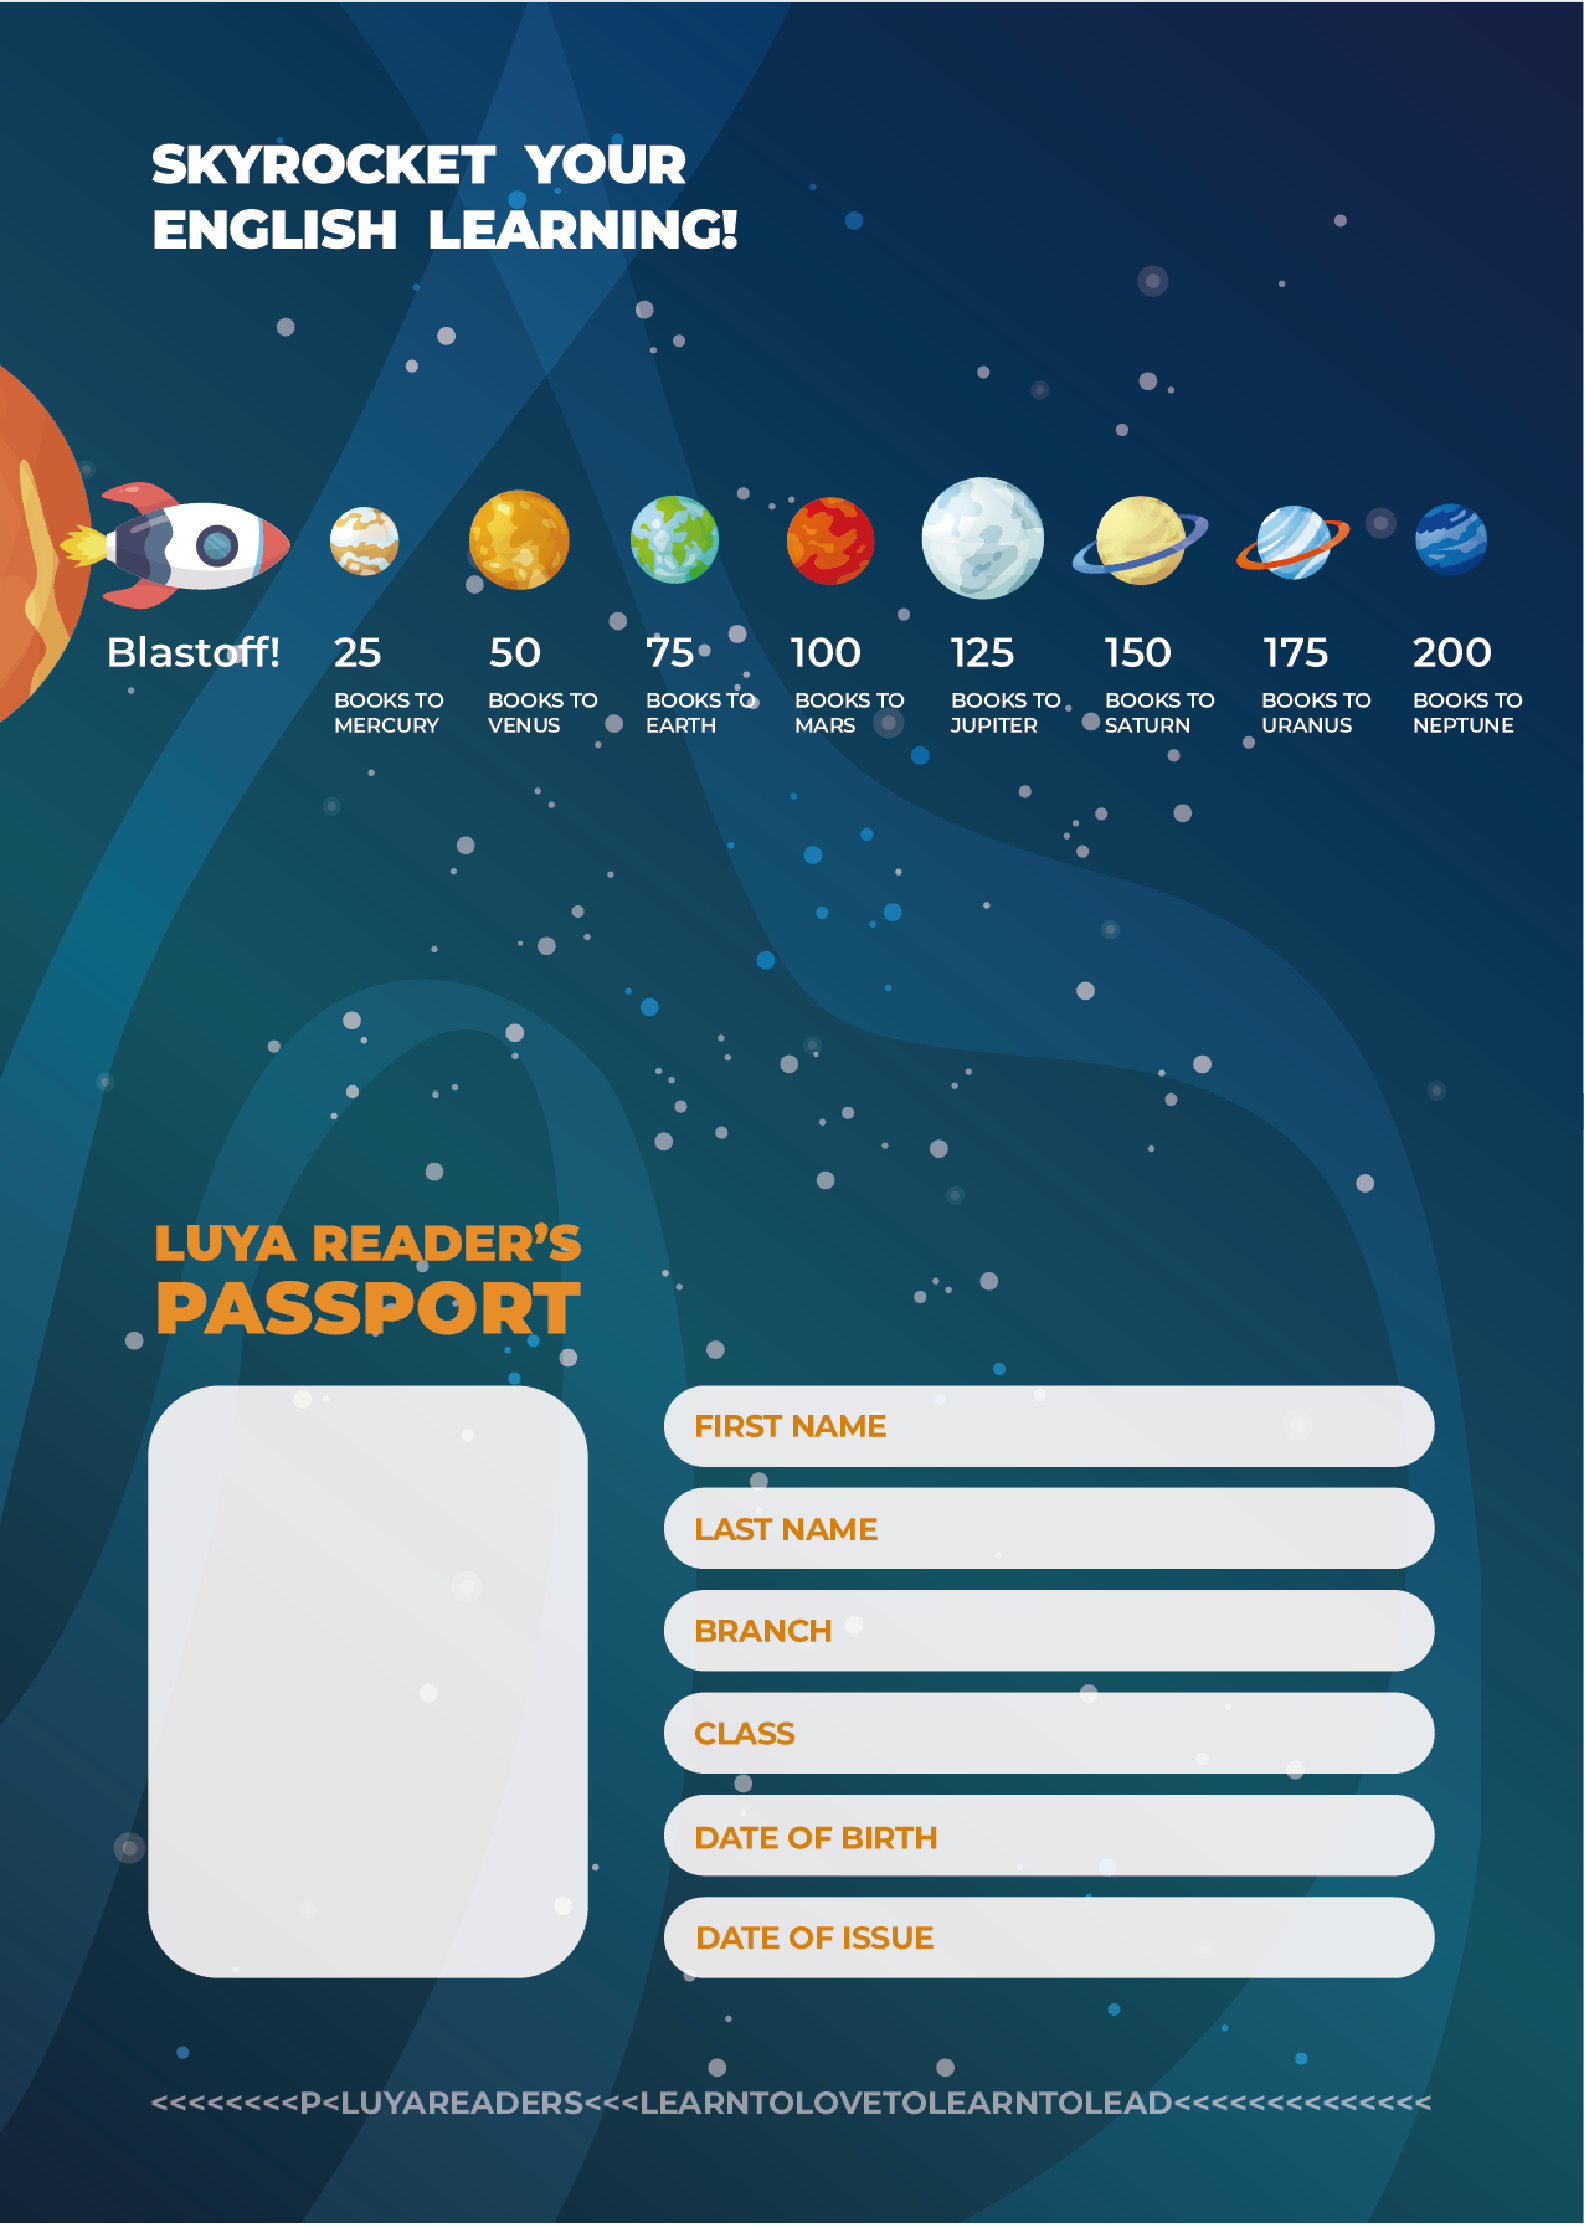 SKYROCKET YOUR
ENGLISH LEARNING!
Blastoff!
25
BOOKS TO
MERCURY
50
BOOKS TO
VENUS
75
BOOKS TO
EARTH
100
BOOKS TO
MARS
125
BOOKS TO
JUPITER
150
BOOKS TO
SATURN
175
BOOKS TO
URANUS
200
BOOKS TO
NEPTUNE
LUYA READER'S
PASSPORT
FIRST NAME
LAST NAME
BRANCH
CLASS
DATE OF BIRTH
DATE OF ISSUE
<<<<<<<<P<LUYAREADERS<<<LEARNTOLOVETOLEARNTOLEAD<<<<<<<<<<<<<<